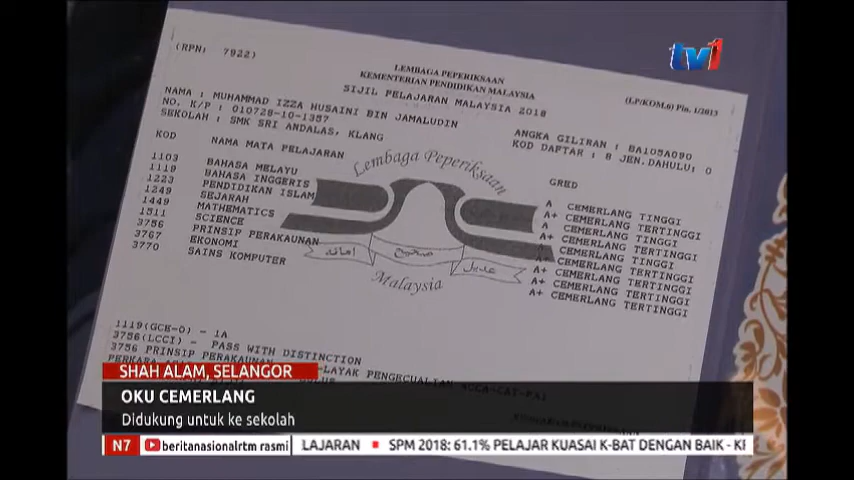 tv1
(RPN: 7922)
LEMBAGA PEPERIKSAAN
KEMENTERIAN PENDIDIKAN MALAYSIA
(LP/KOM.6) Pin. 1/2013
SIJIL PELAJARAN MALAYSIA 2018
NAMA : MUHAMMAD IZZA HUSAINI BIN JAMALUDIN
NO. K/P : 010728-10-1357
ANGKA GILIRAN : BA105A090
SEKOLAH : SMK SRI ANDALAS, KLANG
KOD DAFTAR : 8 JEN.DAHULU: 0
KOD NAMA MATA PELAJARAN GRED
1103 BAHASA MELAYU A CEMERLANG TINGGI
1119 BAHASA INGGERIS A+ CEMERLANG TERTINGGI
1223 PENDIDIKAN ISLAM A CEMERLANG TINGGI
1249 SEJARAH A+ CEMERLANG TERTINGGI
1449 MATHEMATICS A CEMERLANG TINGGI
1511 SCIENCE A+ CEMERLANG TERTINGGI
3756 PRINSIP PERAKAUNAN A+ CEMERLANG TERTINGGI
3767 EKONOMI A+ CEMERLANG TERTINGGI
3770 SAINS KOMPUTER A+ CEMERLANG TERTINGGI
Lembaga Peperiksaan
امانه صحيح عديل
Malaysia
1119(GCE-O) - 1A
3756(LCCI) - PASS WITH DISTINCTION
3756 PRINSIP PERAKAUNAN -LAYAK PENGECUALIAN
SHAH ALAM, SELANGOR
OKU CEMERLANG
Didukung untuk ke sekolah
N7 beritanasionalrtm rasmi LAJARAN SPM 2018: 61.1% PELAJAR KUASAI K-BAT DENGAN BAIK -